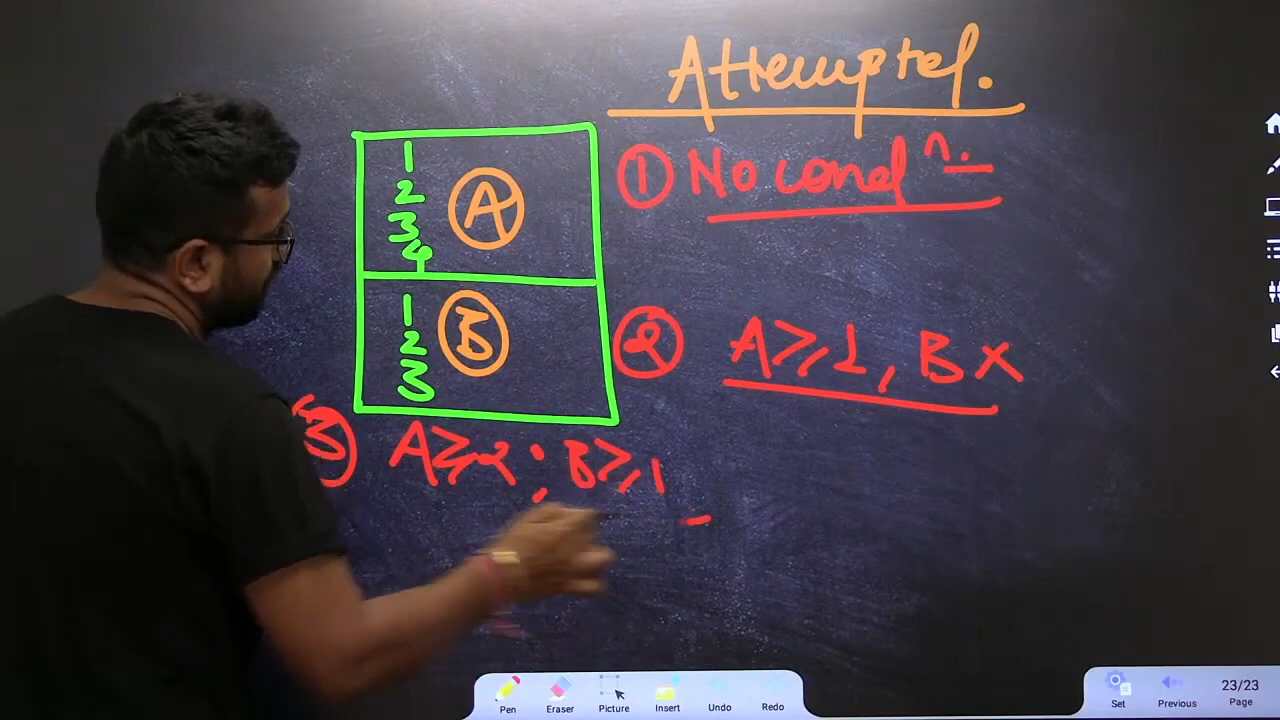 Attempted.
1
2
3
4
A
① No condⁿ.
1
2
3
B
② A≥1, B×
③ A≥2; B≥1
Pen
Eraser
Picture
Insert
Undo
Redo
Set
Previous
23/23
Page